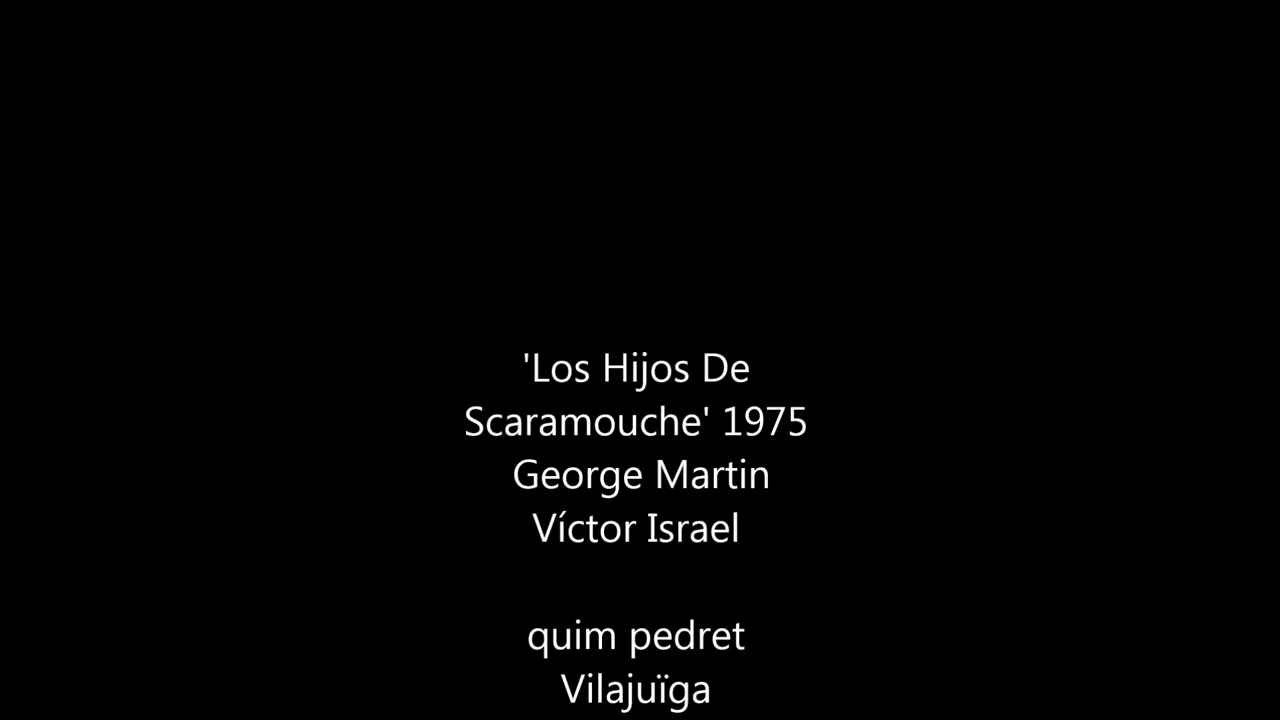 'Los Hijos De
Scaramouche' 1975
George Martin
Víctor Israel
quim pedret
Vilajuïga